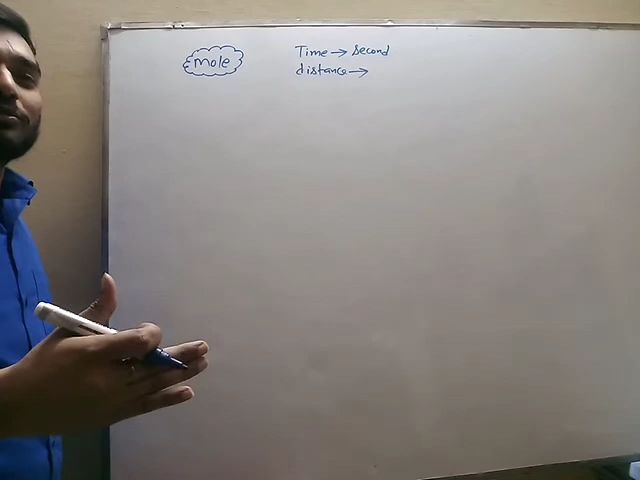 mole
Time → Second
distance →